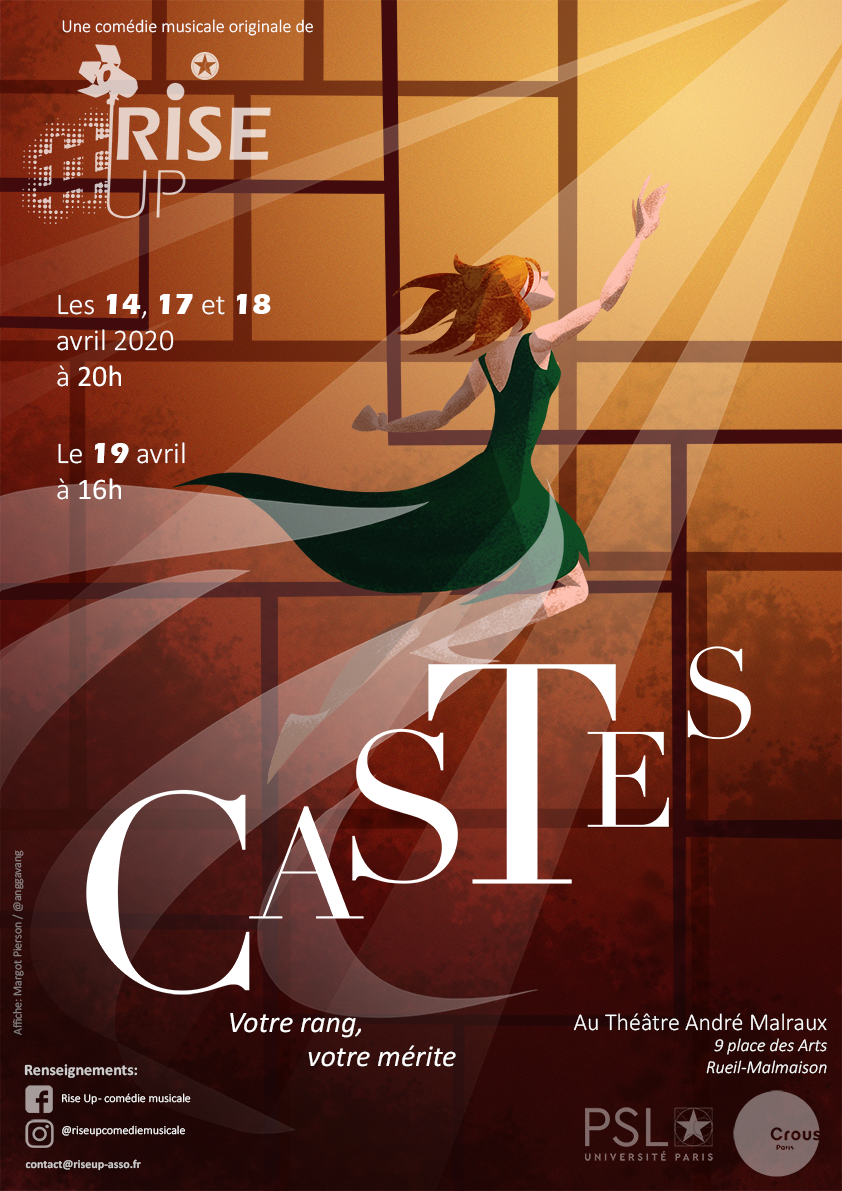 Une comédie musicale originale de
RISE
UP
Les 14, 17 et 18
avril 2020
à 20h
Le 19 avril
à 16h
CASTES
Votre rang,
votre mérite
Au Théâtre André Malraux
9 place des Arts
Rueil-Malmaison
Affiche: Margot Pierson / @anggavang
Renseignements:
Rise Up - comédie musicale
@riseupcomediemusicale
contact@riseup-asso.fr
PSL
UNIVERSITÉ PARIS
Crous
Paris